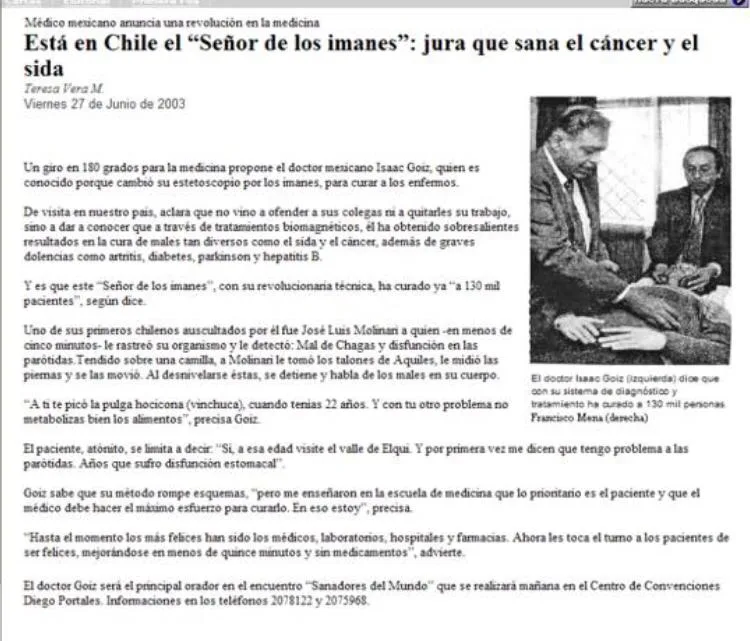 Cartas Editorial Primera Fila Nueva Búsqueda
Médico mexicano anuncia una revolución en la medicina
Está en Chile el “Señor de los imanes”: jura que sana el cáncer y el
sida
Teresa Vera M.
Viernes 27 de Junio de 2003
Un giro en 180 grados para la medicina propone el doctor mexicano Isaac Goiz, quien es
conocido porque cambió su estetoscopio por los imanes, para curar a los enfermos.
De visita en nuestro país, aclara que no vino a ofender a sus colegas ni a quitarles su trabajo,
sino a dar a conocer que a través de tratamientos biomagnéticos, él ha obtenido sobresalientes
resultados en la cura de males tan diversos como el sida y el cáncer, además de graves
dolencias como artritis, diabetes, parkinson y hepatitis B.
Y es que este “Señor de los imanes”, con su revolucionaria técnica, ha curado ya “a 130 mil
pacientes”, según dice.
Uno de sus primeros chilenos auscultados por él fue José Luis Molinari a quien -en menos de
cinco minutos- le rastreó su organismo y le detectó: Mal de Chagas y disfunción en las
parótidas.Tendido sobre una camilla, a Molinari le tomó los talones de Aquiles, le midió las
piernas y se las movió. Al desnivelarse éstas, se detiene y habla de los males en su cuerpo.
El doctor Isaac Goiz (izquierda) dice que
con su sistema de diagnóstico y
tratamiento ha curado a 130 mil personas.
Francisco Mena (derecha)
“A ti te picó la pulga hocicona (vinchuca), cuando tenías 22 años. Y con tu otro problema no
metabolizas bien los alimentos”, precisa Goiz.
El paciente, atónito, se limita a decir: “Sí, a esa edad visite el valle de Elqui. Y por primera vez me dicen que tengo problema a las
parótidas. Años que sufro disfunción estomacal”.
Goiz sabe que su método rompe esquemas, “pero me enseñaron en la escuela de medicina que lo prioritario es el paciente y que el
médico debe hacer el máximo esfuerzo para curarlo. En eso estoy”, precisa.
“Hasta el momento los más felices han sido los médicos, laboratorios, hospitales y farmacias. Ahora les toca el turno a los pacientes de
ser felices, mejorándose en menos de quince minutos y sin medicamentos”, advierte.
El doctor Goiz será el principal orador en el encuentro “Sanadores del Mundo” que se realizará mañana en el Centro de Convenciones
Diego Portales. Informaciones en los teléfonos 2078122 y 2075968.